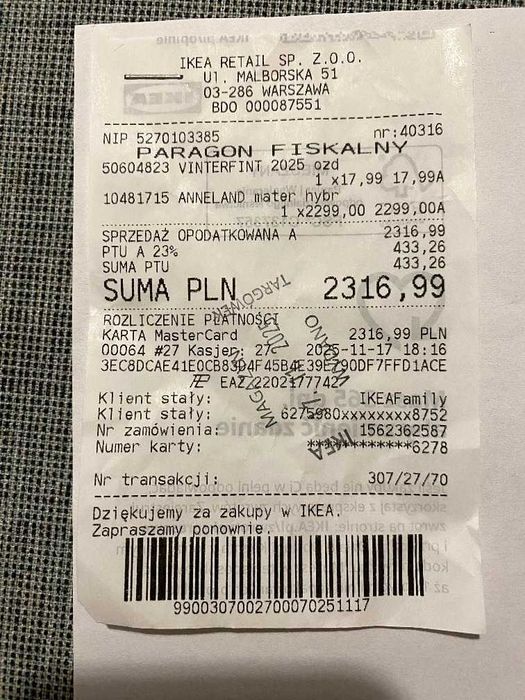 IKEA RETAIL SP. Z.O.O.
Ul. MALBORSKA 51
03-286 WARSZAWA
BDO 000087551
NIP 5270103385 nr:40316
PARAGON FISKALNY
50604823 VINTERFINT 2025 ozd
1 x17,99 17,99A
10481715 ANNELAND mater hybr
1 x2299,00 2299,00A
SPRZEDAŻ OPODATKOWANA A 2316,99
PTU A 23% 433,26
SUMA PTU 433,26
SUMA PLN 2316,99
ROZLICZENIE PŁATNOŚCI
KARTA MasterCard 2316,99 PLN
00064 #27 Kasjer: 27 2025-11-17 18:16
EAZ 2202177742
Klient stały: IKEAFamily
Klient stały: 6275980xxxxxxxx8752
Nr zamówienia: 1562362587
Numer karty: ************6278
Nr transakcji: 307/27/70
Dziękujemy za zakupy w IKEA.
Zapraszamy ponownie.
9900307002700070251117
IKEA
WYDANO
TARGÓWEK